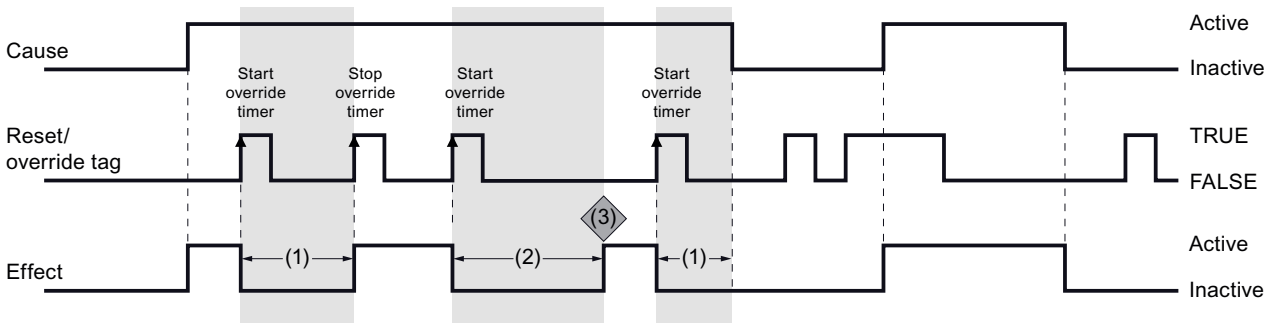 Active
Cause
Inactive
Start
override
timer
Stop
override
timer
Start
override
timer
Start
override
timer
Reset/
override tag
TRUE
FALSE
(3)
Active
Effect
(1)
(2)
(1)
Inactive